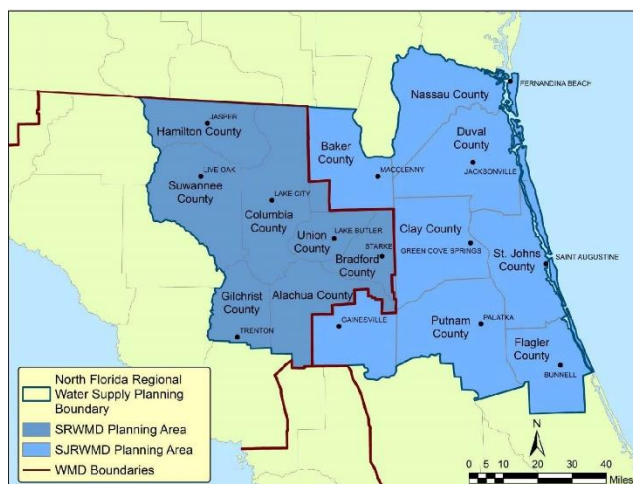 Nassau County
FERNANDINA BEACH
JASPER
Hamilton County
Baker
County
Duval
County
MACCLENNY
JACKSONVILLE
LIVE OAK
Suwannee
County
LAKE CITY
Columbia
County
Union
County
LAKE BUTLER
STARKE
Bradford
County
Clay County
GREEN COVE SPRINGS
St. Johns
County
SAINT AUGUSTINE
Gilchrist
County
Alachua County
TRENTON
GAINESVILLE
Putnam
County
PALATKA
Flagler
County
BUNNELL
North Florida Regional
Water Supply Planning
Boundary
SRWMD Planning Area
SJRWMD Planning Area
WMD Boundaries
N
0 5 10 20 30 40
Miles